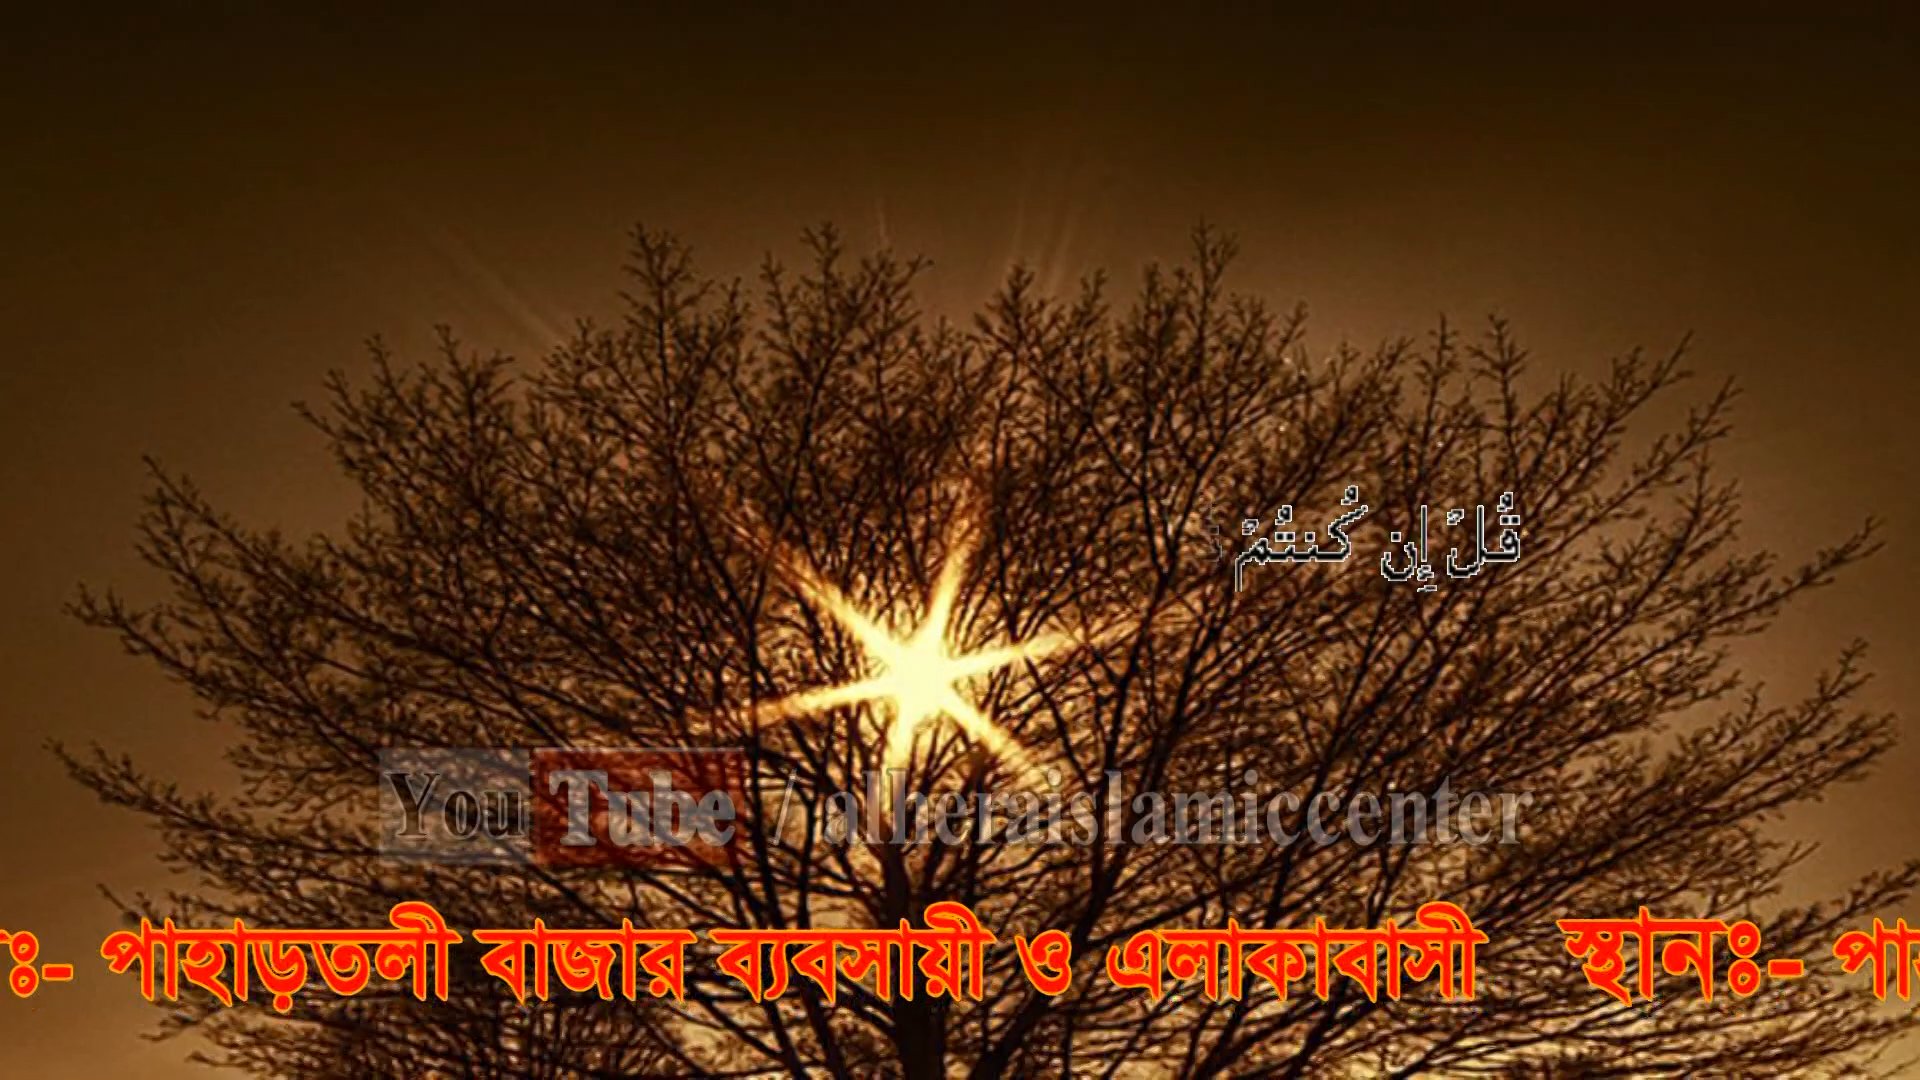 قُلْ إِن كُنتُمْ
YouTube / alheraislamiccenter
ঃ- পাহাড়তলী বাজার ব্যবসায়ী ও এলাকাবাসী স্থানঃ- পা